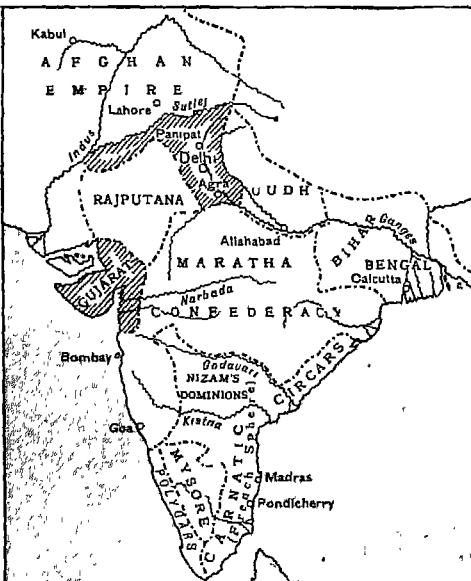 Kabul
AFGHAN
EMPIRE
Lahore
Sutlej
Indus
Panipat
Delhi
Agra
RAJPUTANA
OUDH
Allahabad
BIHAR
Ganges
MARATHA
BENGAL
Calcutta
GUJARAT
Narbada
CONFEDERACY
Bombay
Godavari
NIZAM'S
DOMINIONS
CIRCARS
Goa
Kistna
MYSORE
POLYGARS
CARNATIC
(French Sphere)
Madras
Pondicherry